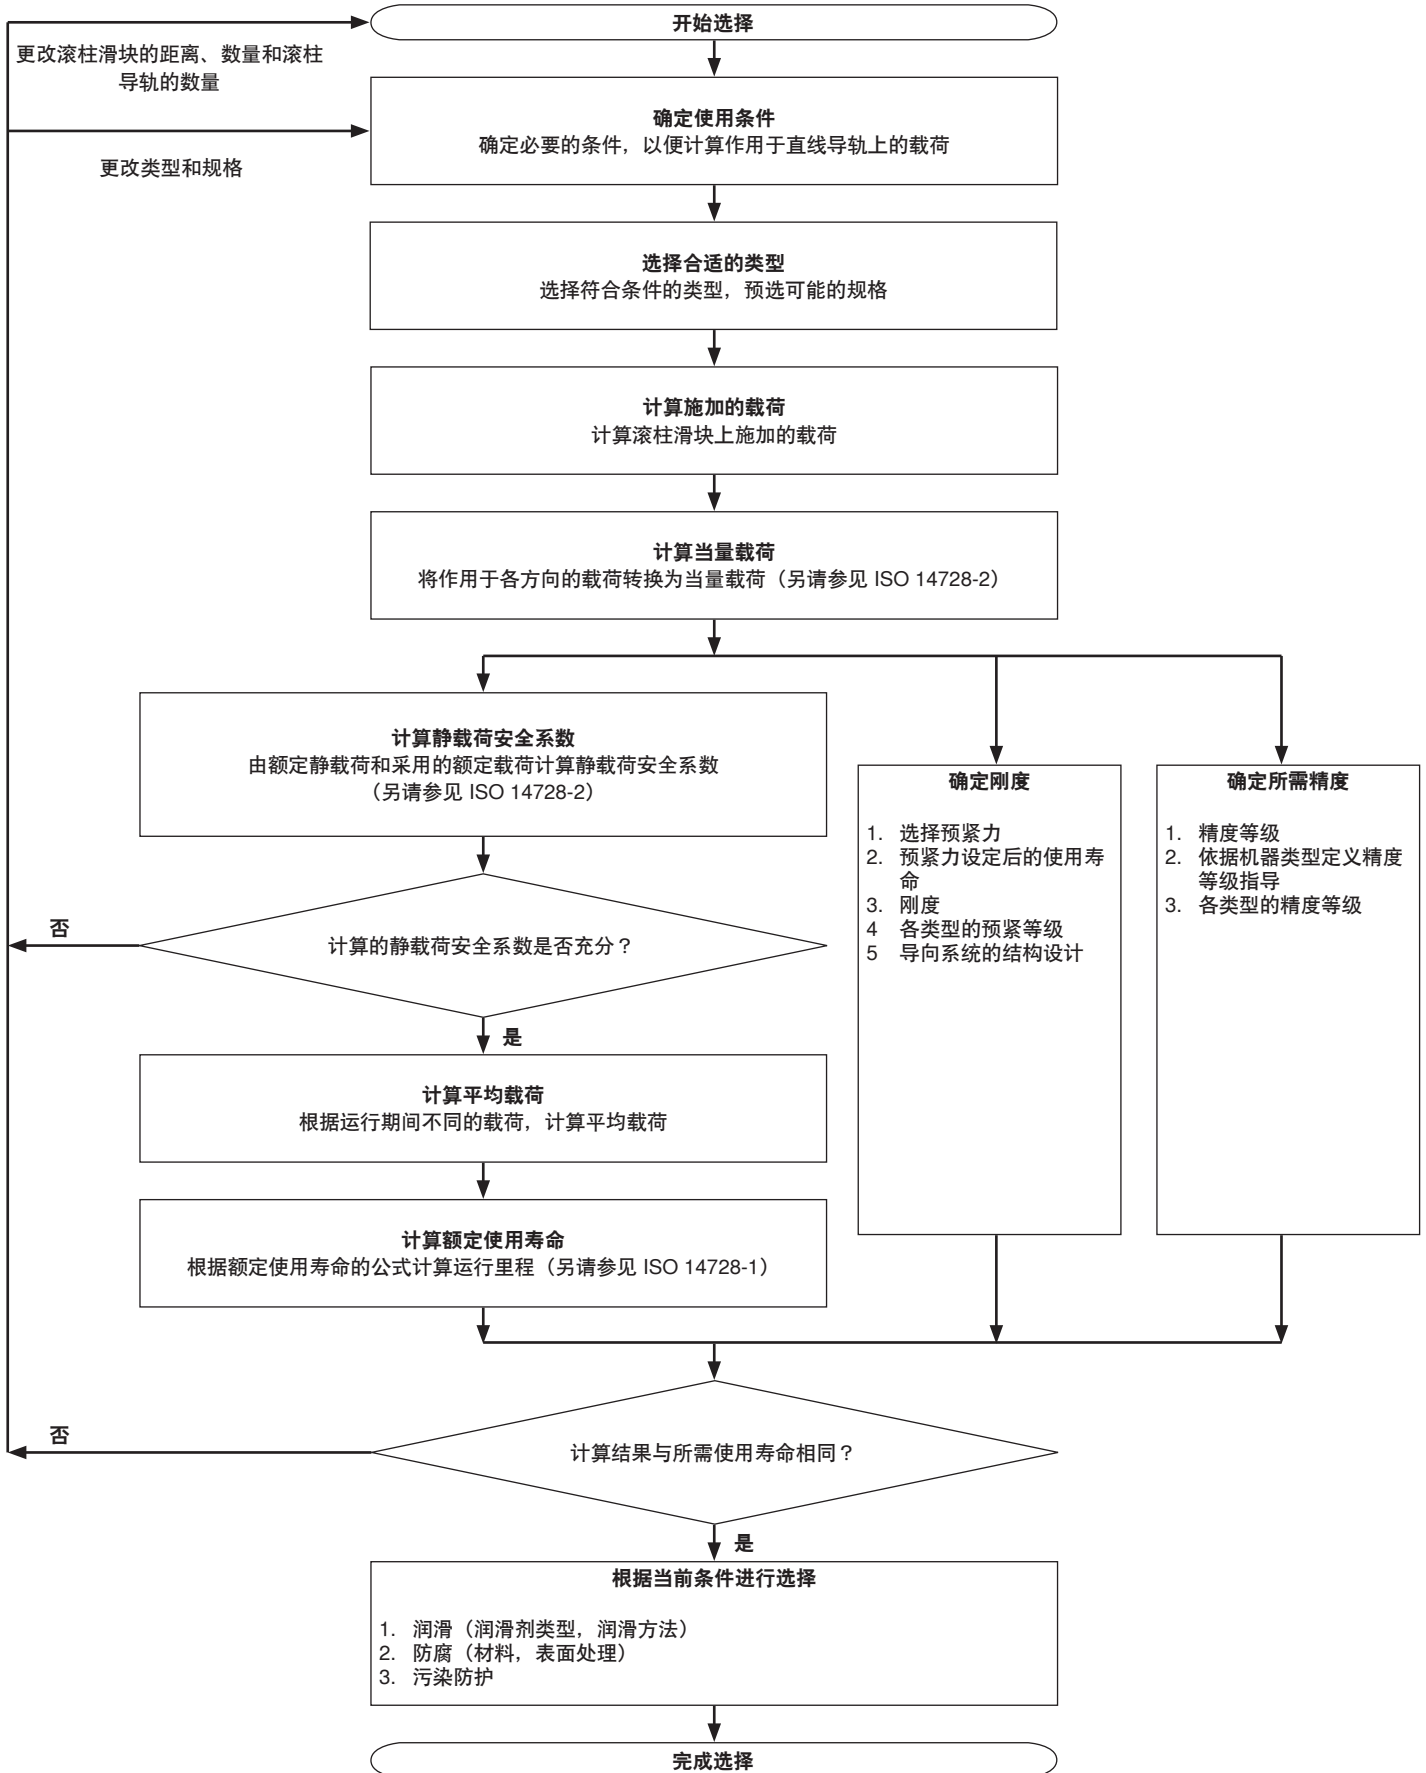 开始选择
更改滚柱滑块的距离、数量和滚柱
导轨的数量
确定使用条件
确定必要的条件，以便计算作用于直线导轨上的载荷
更改类型和规格
选择合适的类型
选择符合条件的类型，预选可能的规格
计算施加的载荷
计算滚柱滑块上施加的载荷
计算当量载荷
将作用于各方向的载荷转换为当量载荷（另请参见 ISO 14728-2）
计算静载荷安全系数
由额定静载荷和采用的额定载荷计算静载荷安全系数
（另请参见 ISO 14728-2）
确定刚度
1. 选择预紧力
2. 预紧力设定后的使用寿
命
3. 刚度
4 各类型的预紧等级
5 导向系统的结构设计
确定所需精度
1. 精度等级
2. 依据机器类型定义精度
等级指导
3. 各类型的精度等级
否
计算的静载荷安全系数是否充分？
是
计算平均载荷
根据运行期间不同的载荷，计算平均载荷
计算额定使用寿命
根据额定使用寿命的公式计算运行里程（另请参见 ISO 14728-1）
否
计算结果与所需使用寿命相同？
是
根据当前条件进行选择
1. 润滑（润滑剂类型，润滑方法）
2. 防腐（材料，表面处理）
3. 污染防护
完成选择